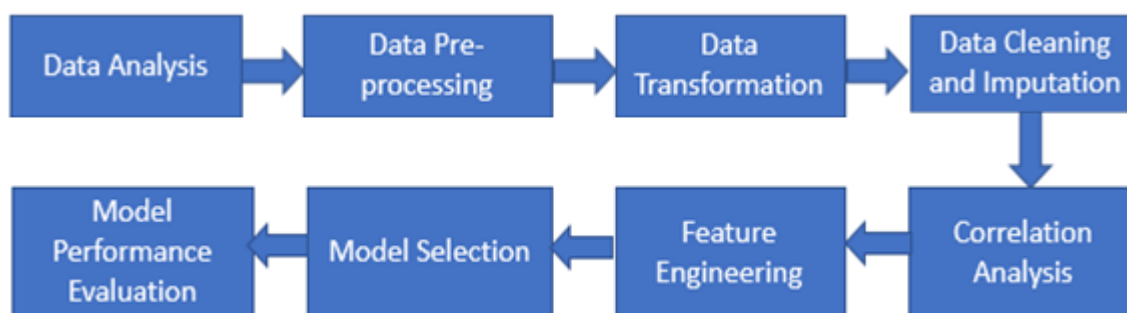 Data Analysis
Data Pre-
processing
Data
Transformation
Data Cleaning
and Imputation
Correlation
Analysis
Feature
Engineering
Model Selection
Model
Performance
Evaluation